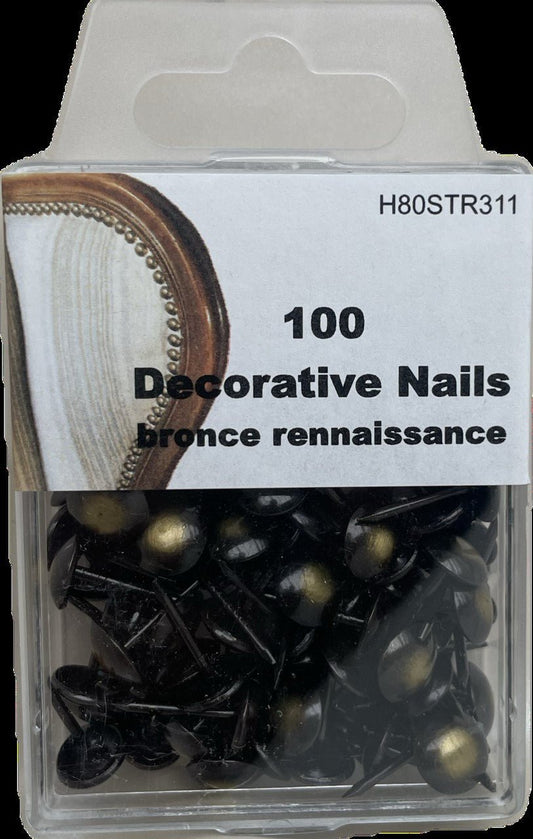 H80STR311
100
Decorative Nails
bronce rennaissance